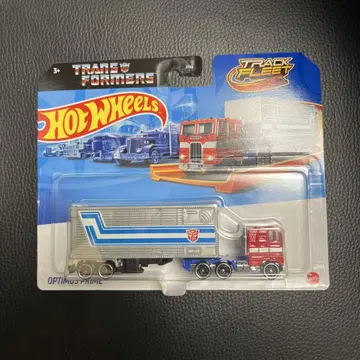 3+
TRANSFORMERS
TRACK FLEET
HOT WHEELS
OPTIMUS PRIME